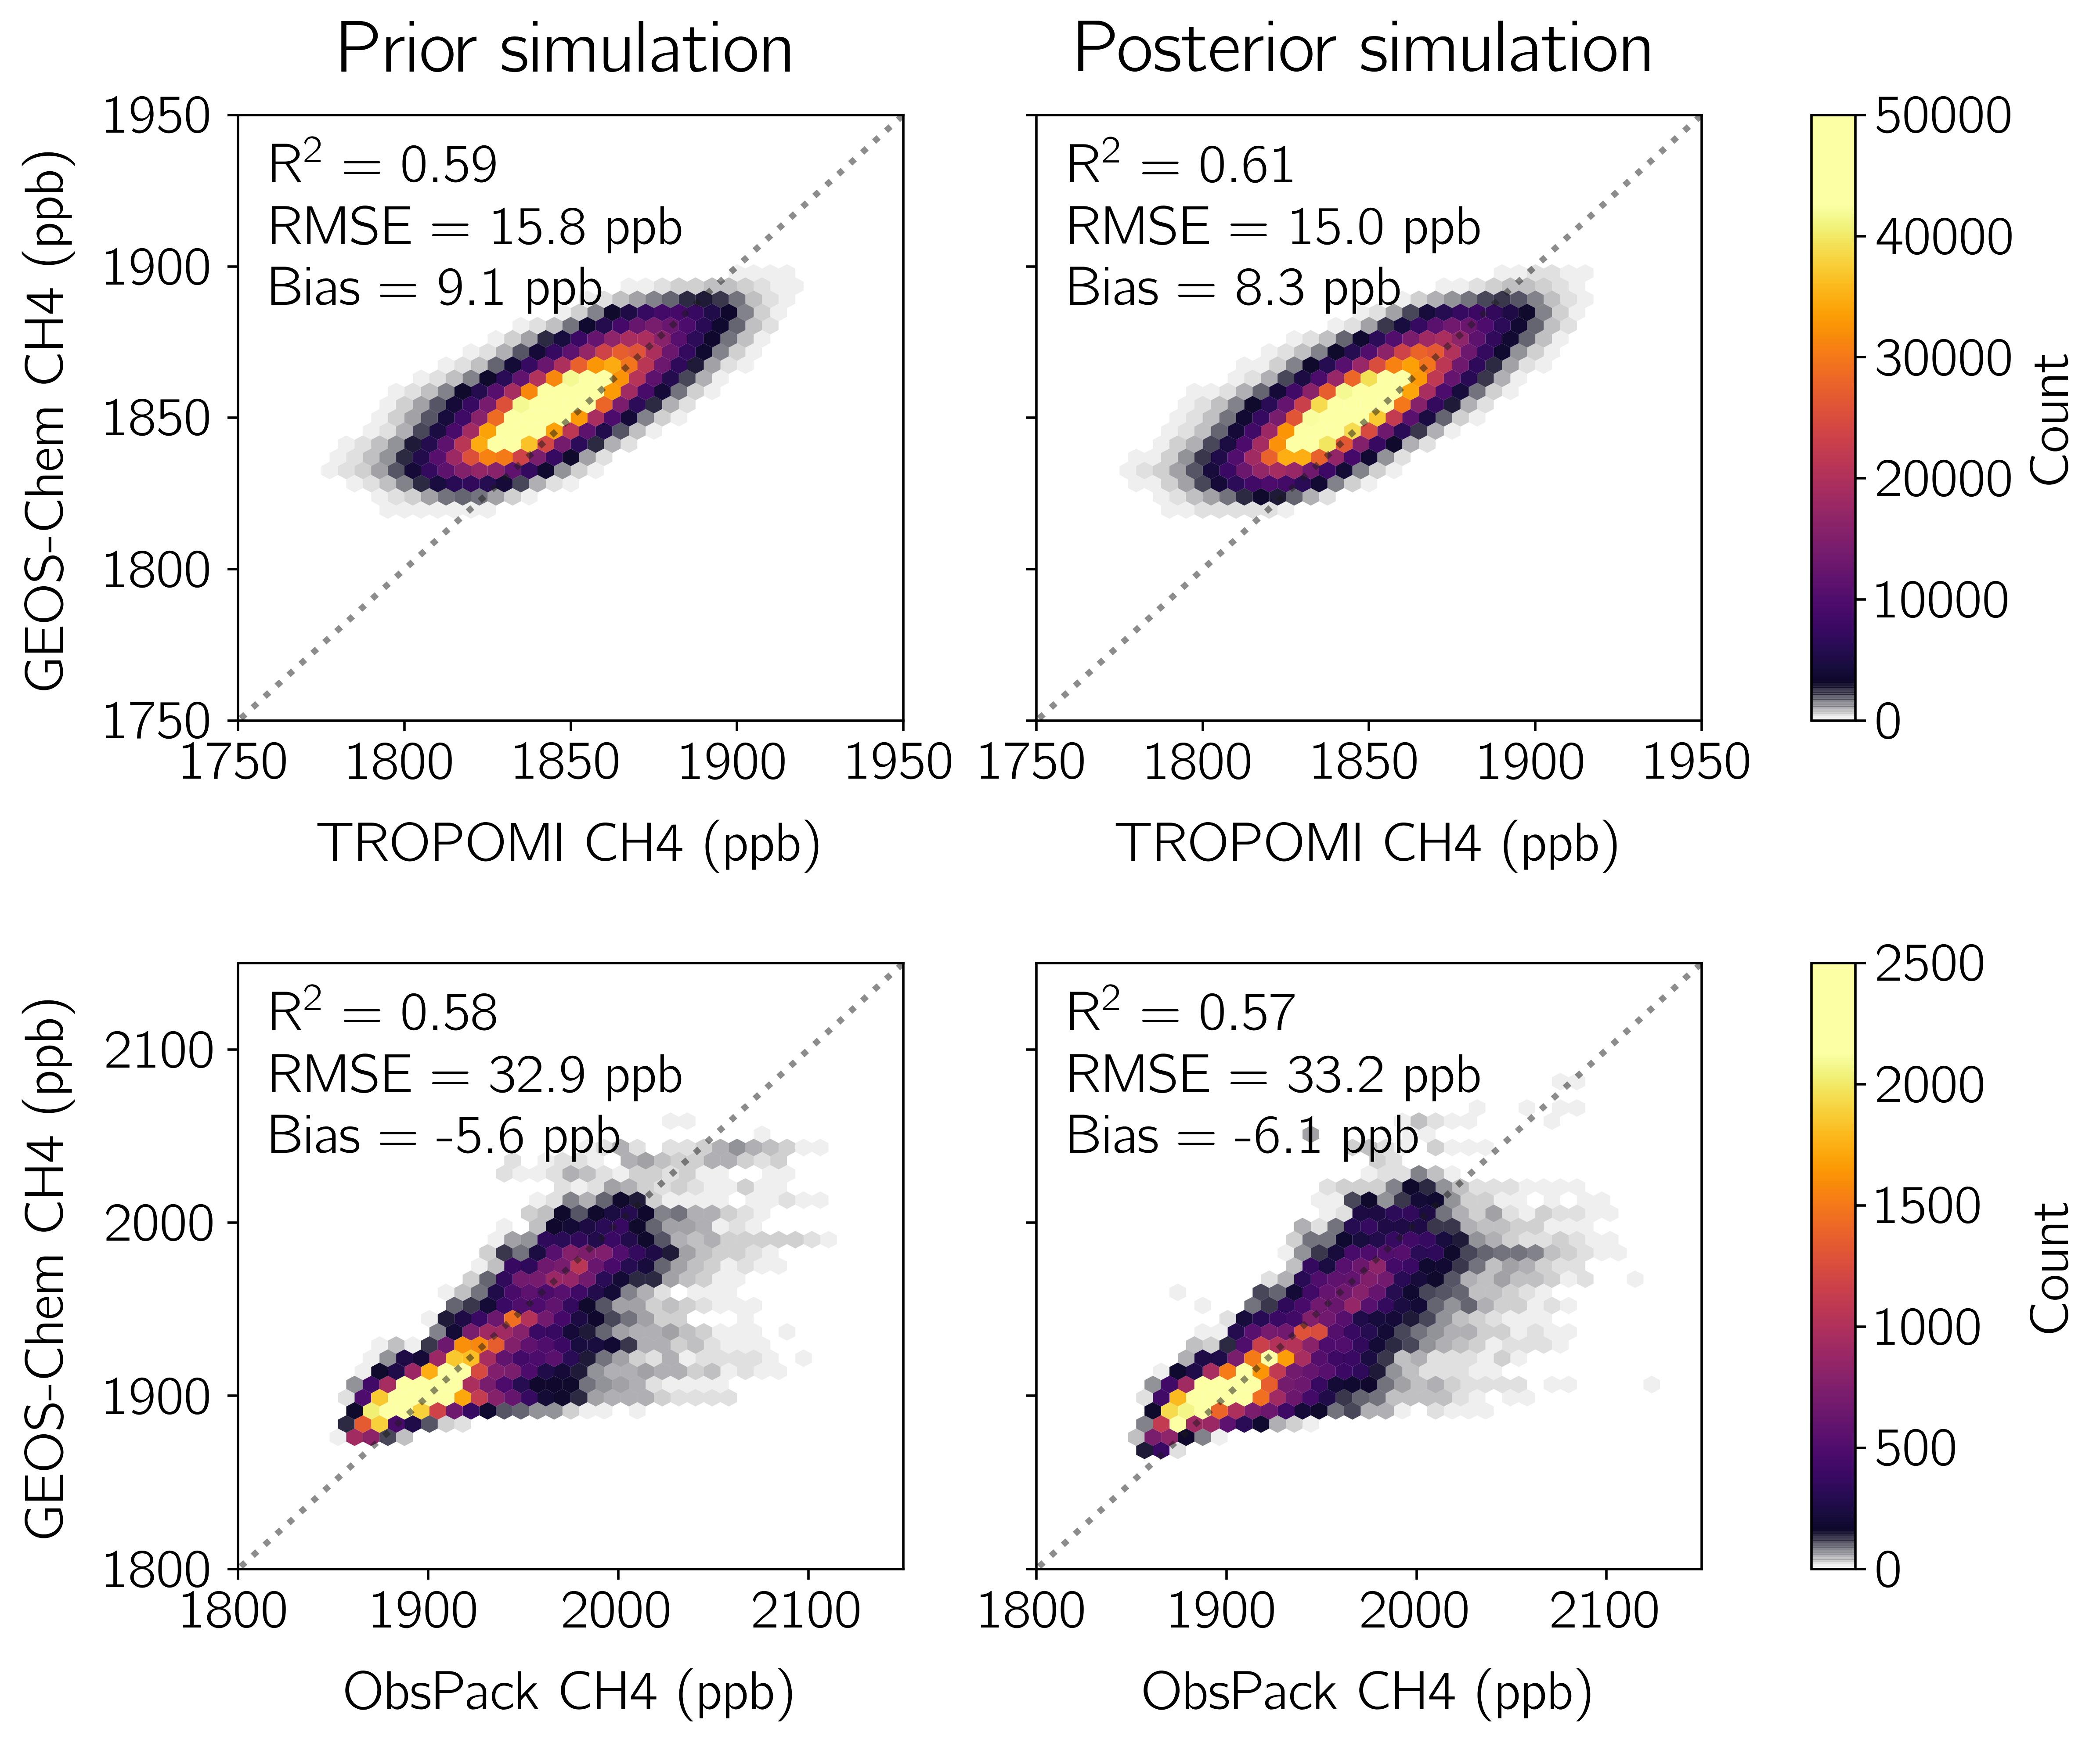 Prior simulation
Posterior simulation
GEOS-Chem CH4 (ppb)
1950
1900
1850
1800
1750
R² = 0.59
RMSE = 15.8 ppb
Bias = 9.1 ppb
1750 1800 1850 1900 1950
TROPOMI CH4 (ppb)
R² = 0.61
RMSE = 15.0 ppb
Bias = 8.3 ppb
1750 1800 1850 1900 1950
TROPOMI CH4 (ppb)
50000
40000
30000
20000
10000
0
Count
GEOS-Chem CH4 (ppb)
2100
2000
1900
1800
R² = 0.58
RMSE = 32.9 ppb
Bias = -5.6 ppb
1800 1900 2000 2100
ObsPack CH4 (ppb)
R² = 0.57
RMSE = 33.2 ppb
Bias = -6.1 ppb
1800 1900 2000 2100
ObsPack CH4 (ppb)
2500
2000
1500
1000
500
0
Count